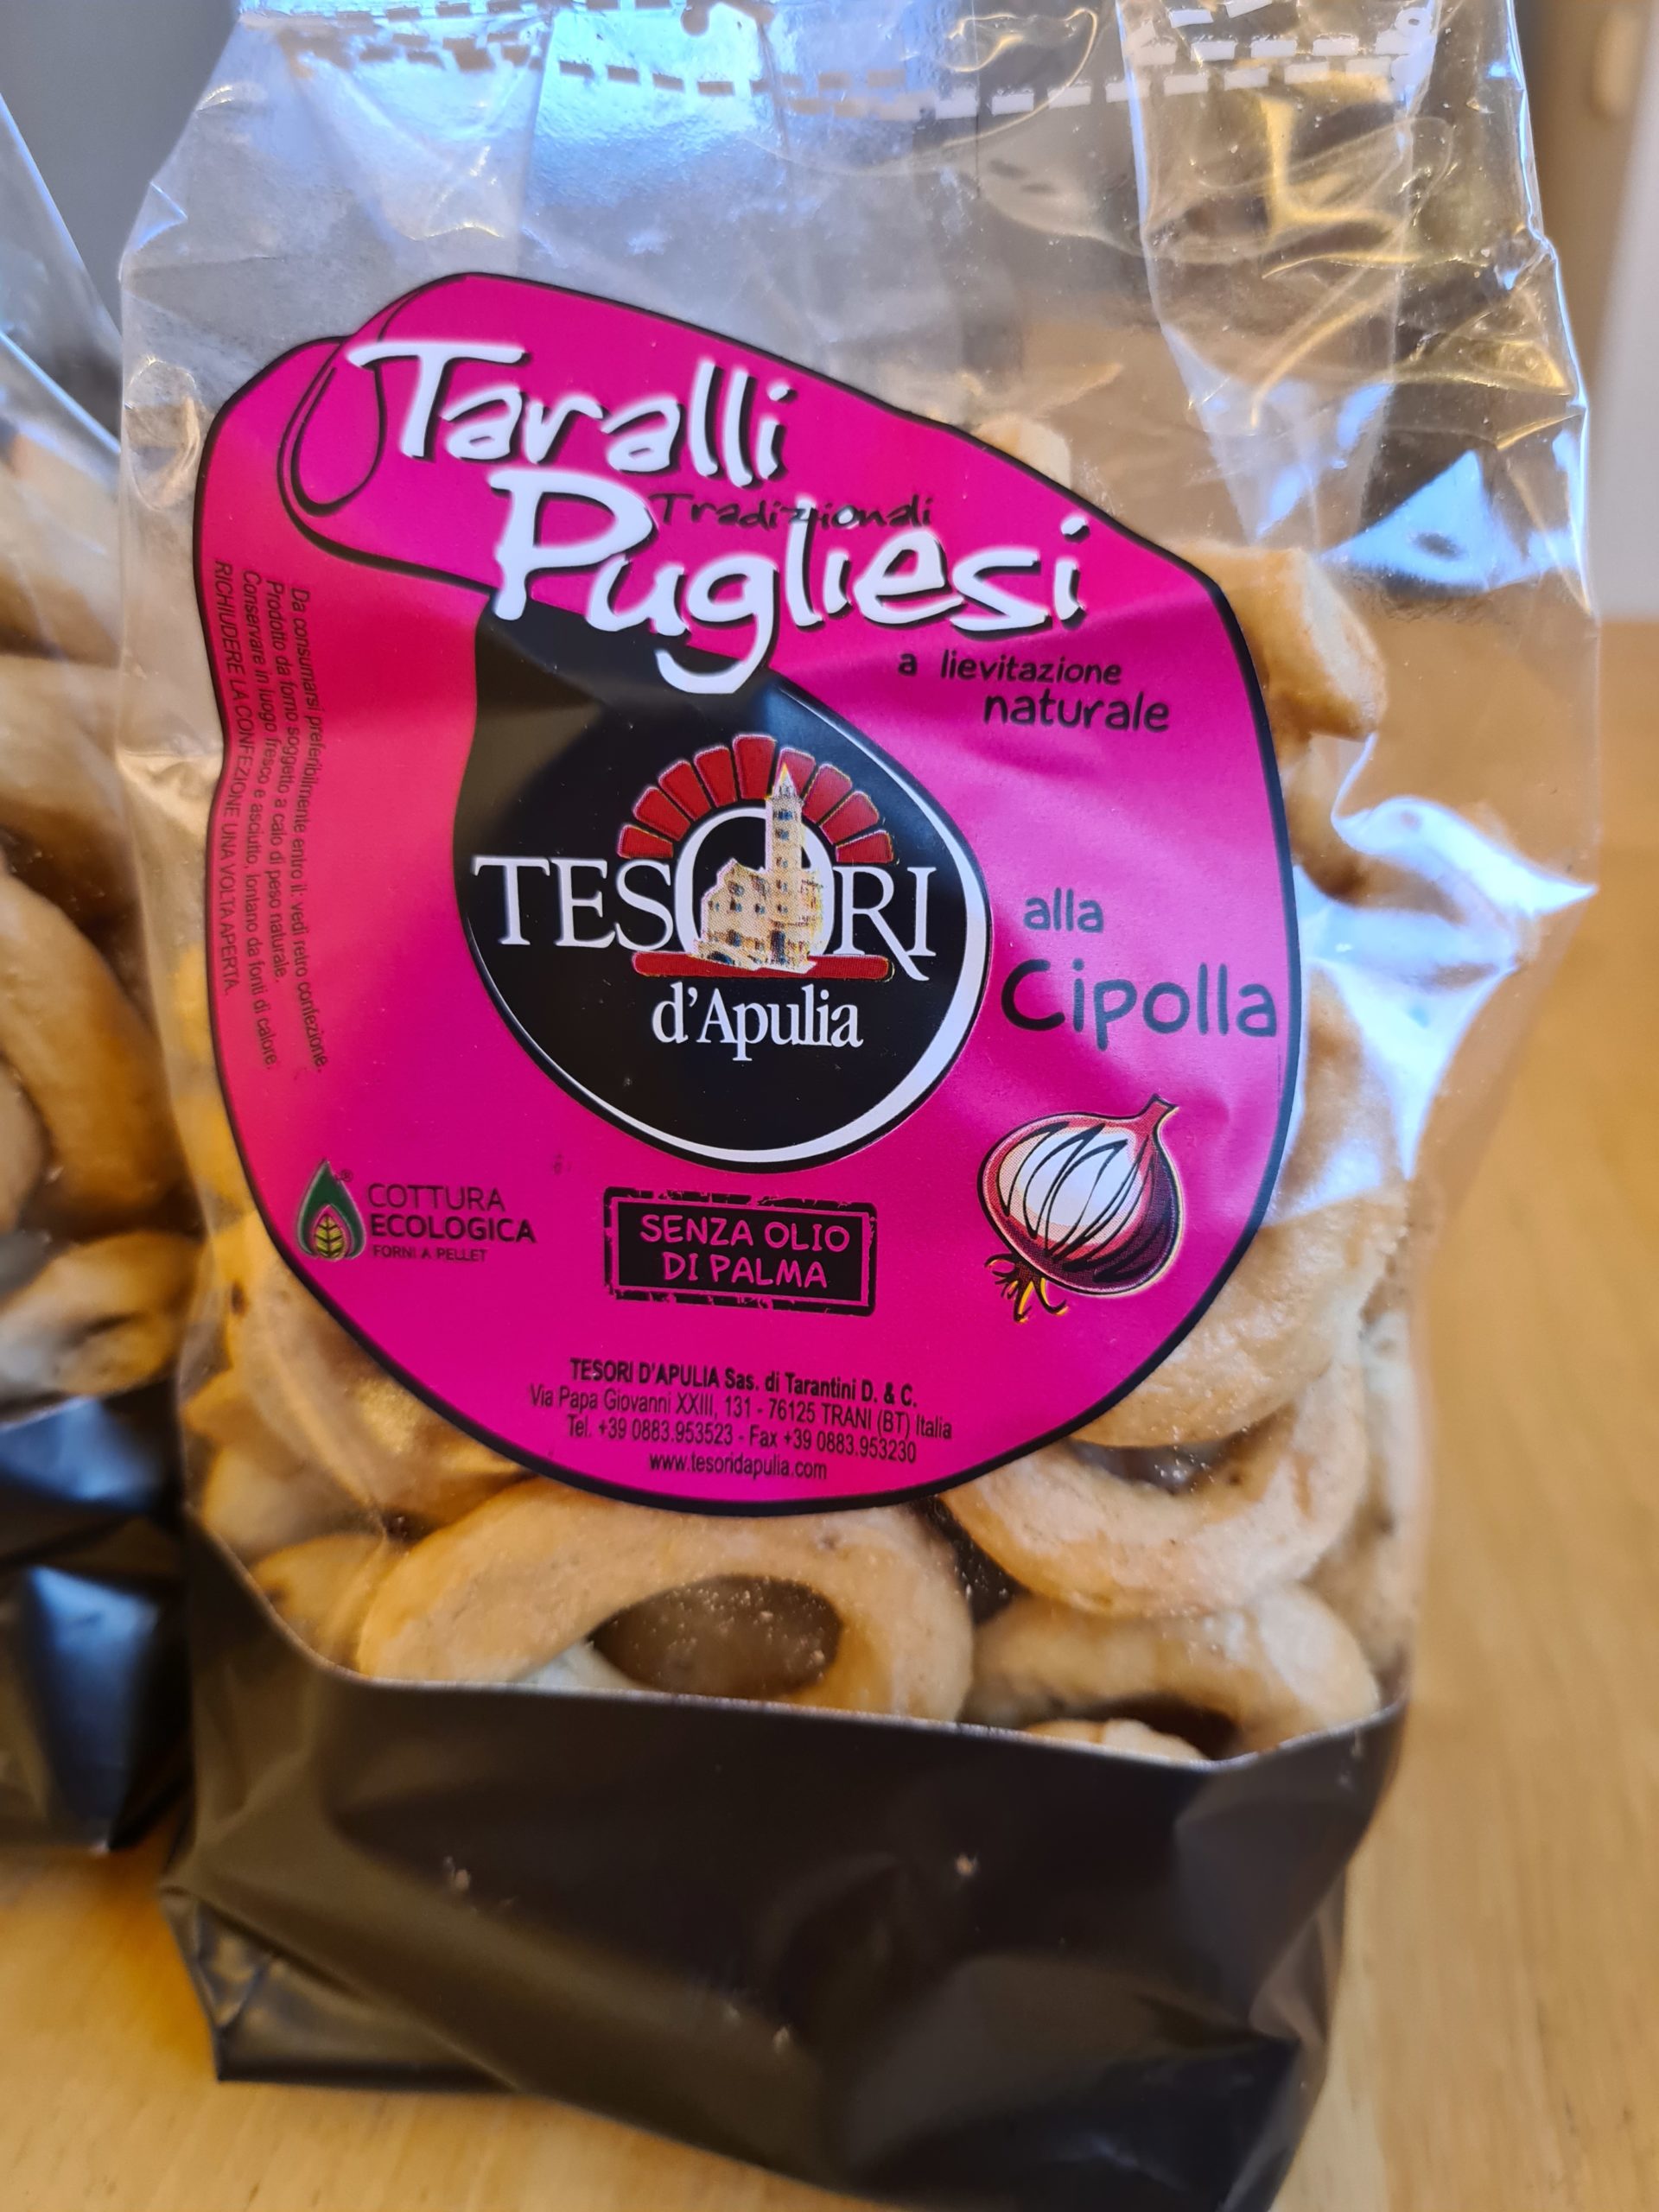 Taralli
Tradizionali
Pugliesi
a lievitazione
naturale
TESORI
d'Apulia
alla
Cipolla
Da consumarsi preferibilmente entro il: vedi retro confezione.
Prodotto da forno soggetto a calo di peso naturale.
Conservare in luogo fresco e asciutto, lontano da fonti di calore.
RICHIUDERE LA CONFEZIONE UNA VOLTA APERTA.
COTTURA
ECOLOGICA
FORNI A PELLET
SENZA OLIO
DI PALMA
TESORI D'APULIA Sas. di Tarantini D. & C.
Via Papa Giovanni XXIII, 131 - 76125 TRANI (BT) Italia
Tel. +39 0883.953523 - Fax +39 0883.953230
www.tesoridapulia.com